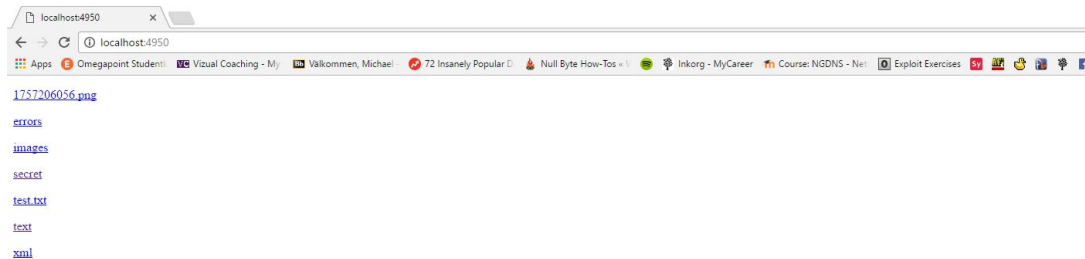 localhost:4950
localhost:4950
Apps Omegapoint Studenti Vizual Coaching - My Välkommen, Michael - 72 Insanely Popular D Null Byte How-Tos « Inkorg - MyCareer Course: NGDNS - Net Exploit Exercises Sy
1757206056.png
errors
images
secret
test.txt
text
xml